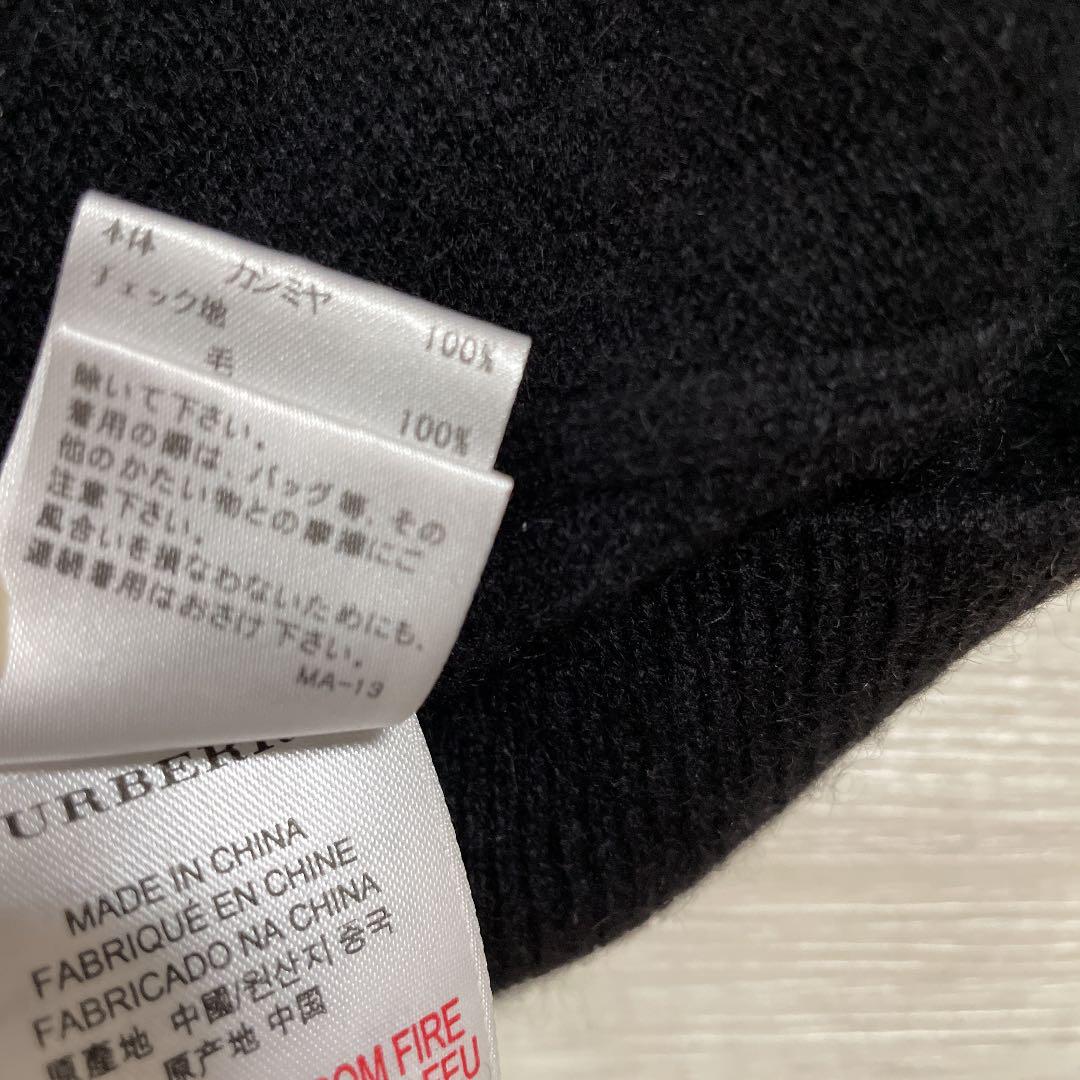 本体 カシミヤ 100%
チェック地
毛 100%
除いて下さい。
着用の際は、バッグ等、その
他のかたい物との摩擦にご
注意下さい。
風合いを損なわないためにも、
連続着用はおさけ下さい。
MA-13
URBERR
MADE IN CHINA
FABRIQUÉ EN CHINE
FABRICADO NA CHINA
原產地 中國/원산지 중국
原产地 中国
OM FIRE
FEU